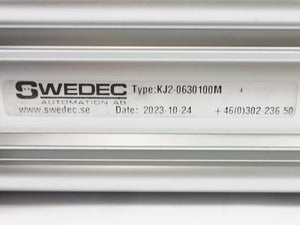 SWEDEC Type:KJ2-0630100M
AUTOMATION AB
www.swedec.se Date: 2023-10-24 +46(0)302-236 50